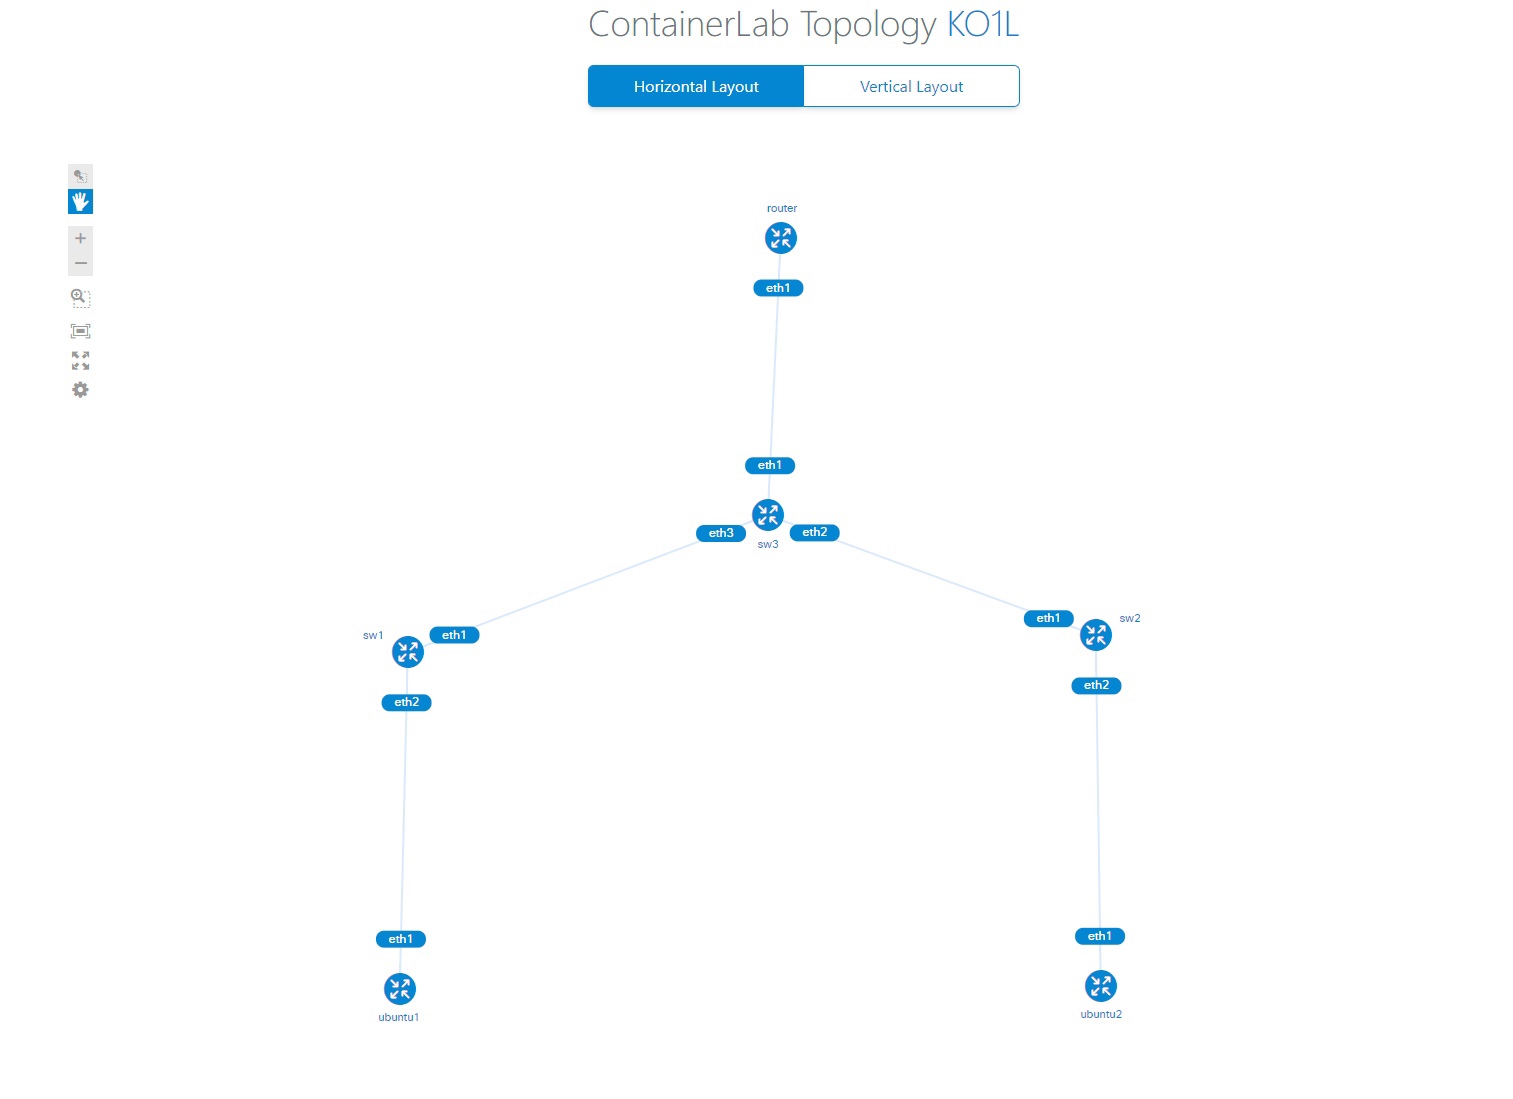 ContainerLab Topology KO1L
Horizontal Layout
Vertical Layout
router
eth1
eth1
eth3
eth2
sw3
eth1
sw2
sw1
eth1
eth2
eth2
eth1
eth1
ubuntu1
ubuntu2